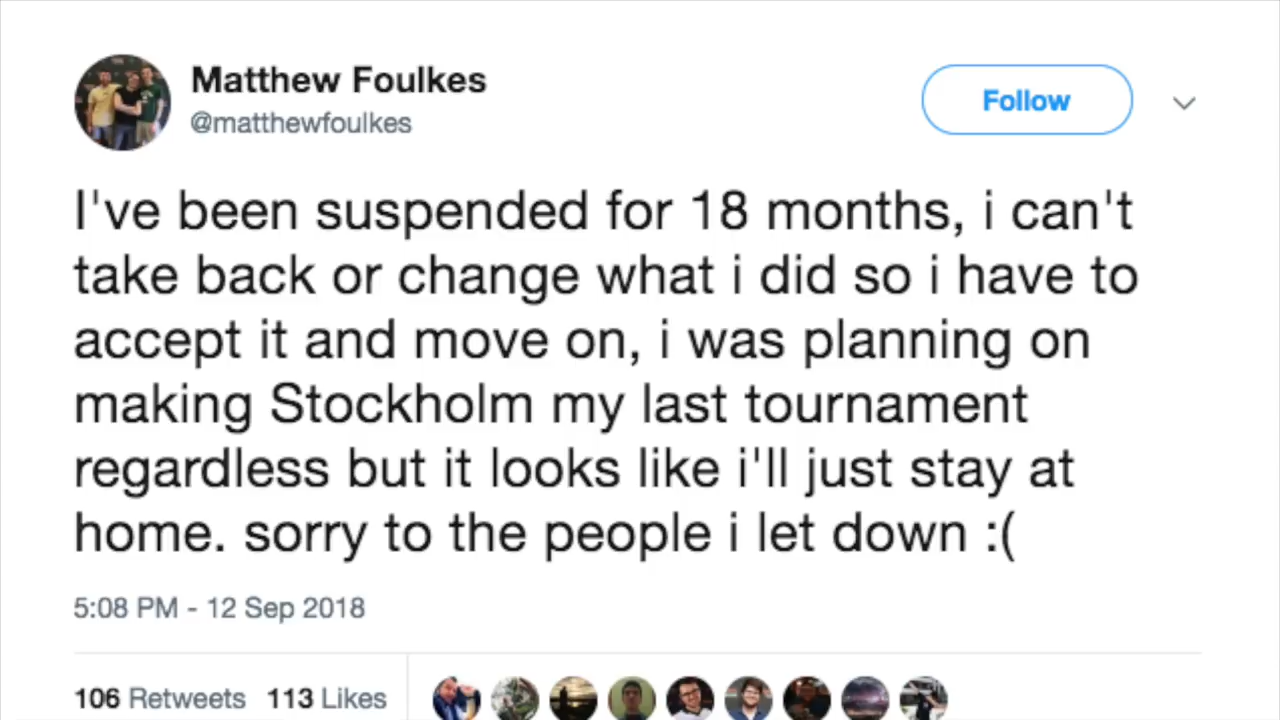 Matthew Foulkes
@matthewfoulkes
Follow
I've been suspended for 18 months, i can't
take back or change what i did so i have to
accept it and move on, i was planning on
making Stockholm my last tournament
regardless but it looks like i'll just stay at
home. sorry to the people i let down :(
5:08 PM - 12 Sep 2018
106 Retweets 113 Likes